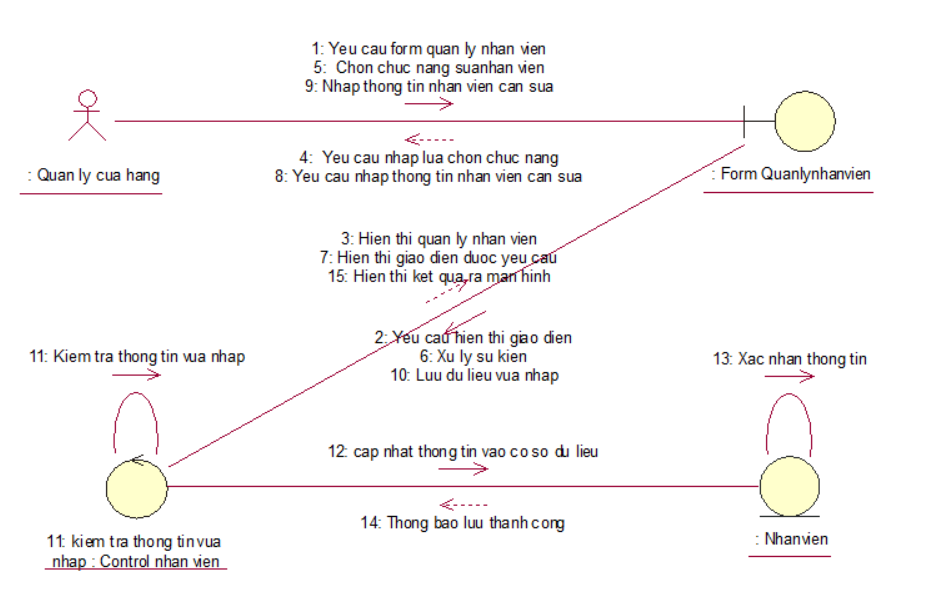 1: Yeu cau form quan ly nhan vien
5:  Chon chuc nang suanhan vien
9: Nhap thong tin nhan vien can sua
4:  Yeu cau nhap lua chon chuc nang
8: Yeu cau nhap thong tin nhan vien can sua
: Quan ly cua hang
: Form Quanlynhanvien
3: Hien thi quan ly nhan vien
7: Hien thi giao dien duoc yeu cau
15: Hien thi ket qua ra man hinh
2: Yeu cau hien thi giao dien
6: Xu ly su kien
10: Luu du lieu vua nhap
11: Kiem tra thong tin vua nhap
13: Xac nhan thong tin
12: cap nhat thong tin vao co so du lieu
14: Thong bao luu thanh cong
11: kiem tra thong tin vua
nhap : Control nhan vien
: Nhanvien